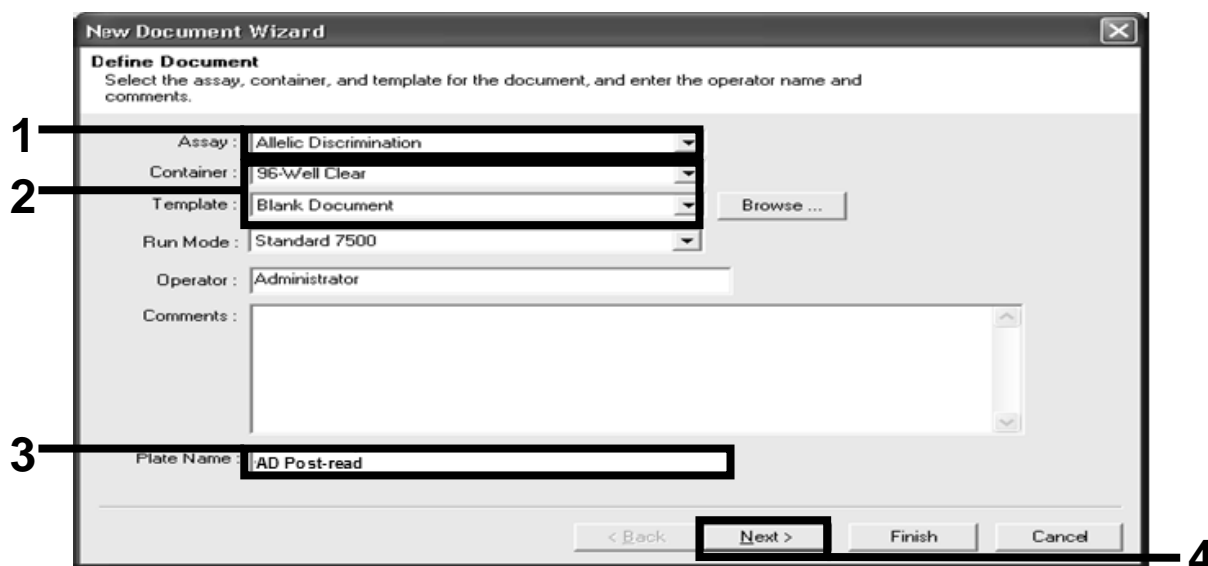 New Document Wizard
Define Document
Select the assay, container, and template for the document, and enter the operator name and
comments.
1 Assay : Allelic Discrimination
Container : 96-Well Clear
2
Template : Blank Document Browse ...
Run Mode : Standard 7500
Operator : Administrator
Comments :
3 Plate Name : AD Post-read
< Back Next > Finish Cancel
4